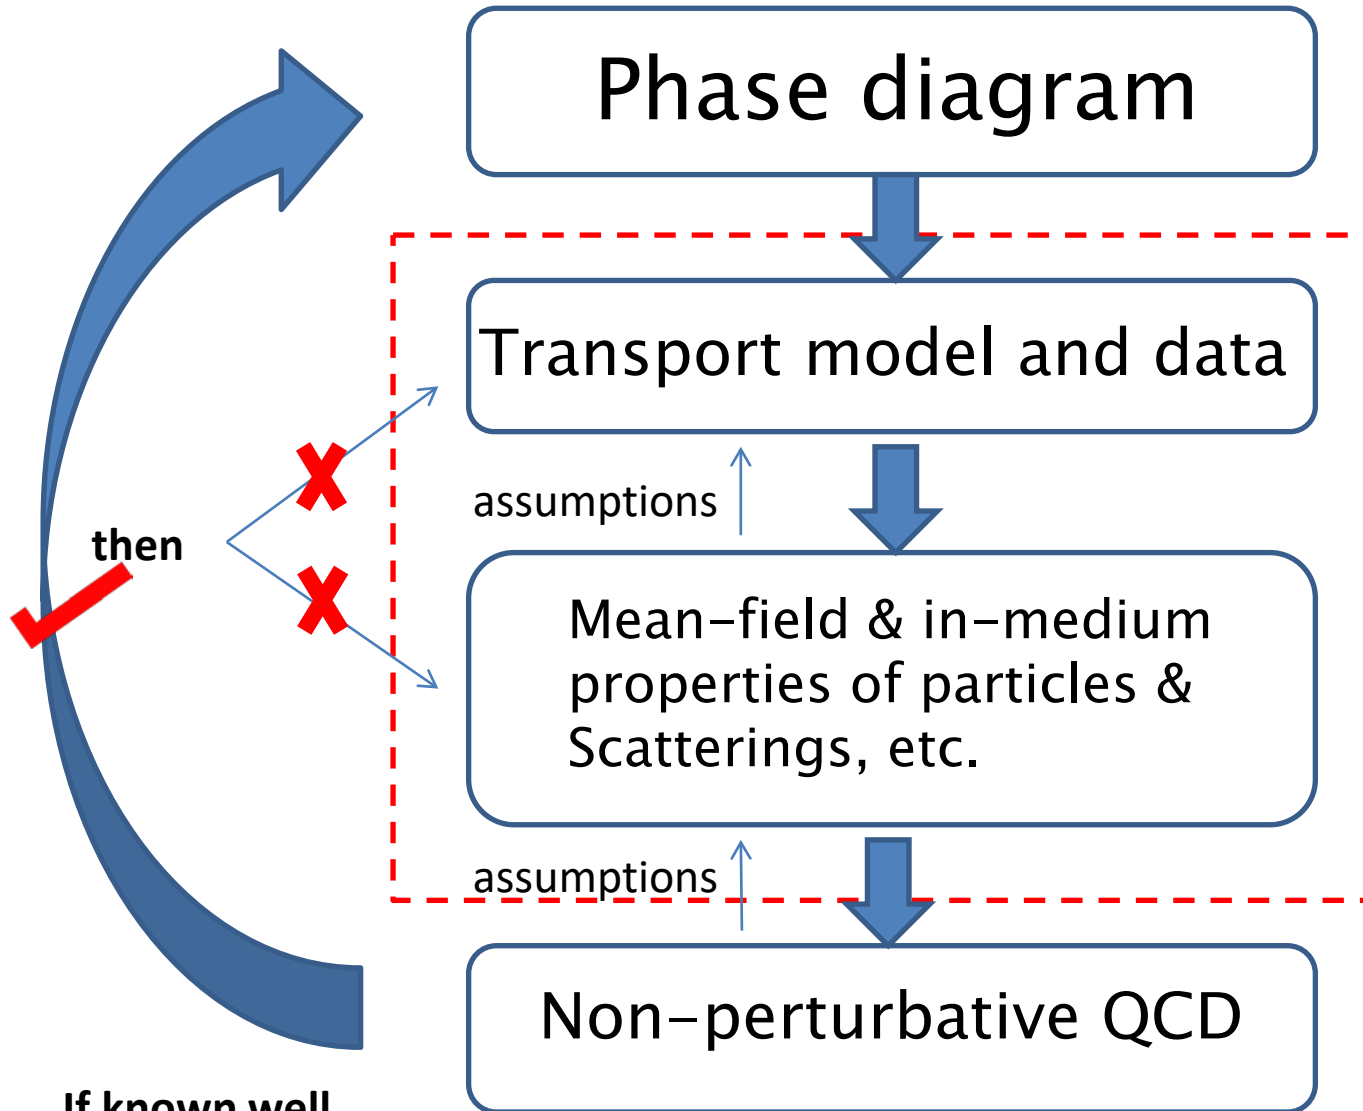 Phase diagram
Transport model and data
assumptions
then
Mean-field & in-medium
properties of particles &
Scatterings, etc.
assumptions
Non-perturbative QCD
If known well